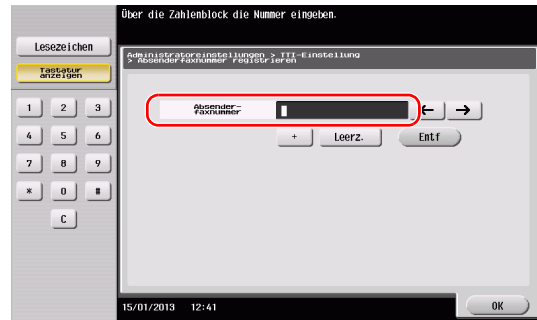 Über die Zahlenblock die Nummer eingeben.
Lesezeichen
Tastatur
anzeigen
Administratoreinstellungen > TTI-Einstellung
> Absenderfaxnummer registrieren
Absender-
faxnummer
← →
+ Leerz. Entf
1 2 3
4 5 6
7 8 9
* 0 #
C
15/01/2013 12:41
OK